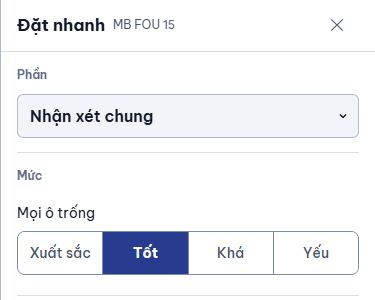 Đặt nhanh MB FOU 15
Phần
Nhận xét chung
Mức
Mọi ô trống
Xuất sắc Tốt Khá Yếu